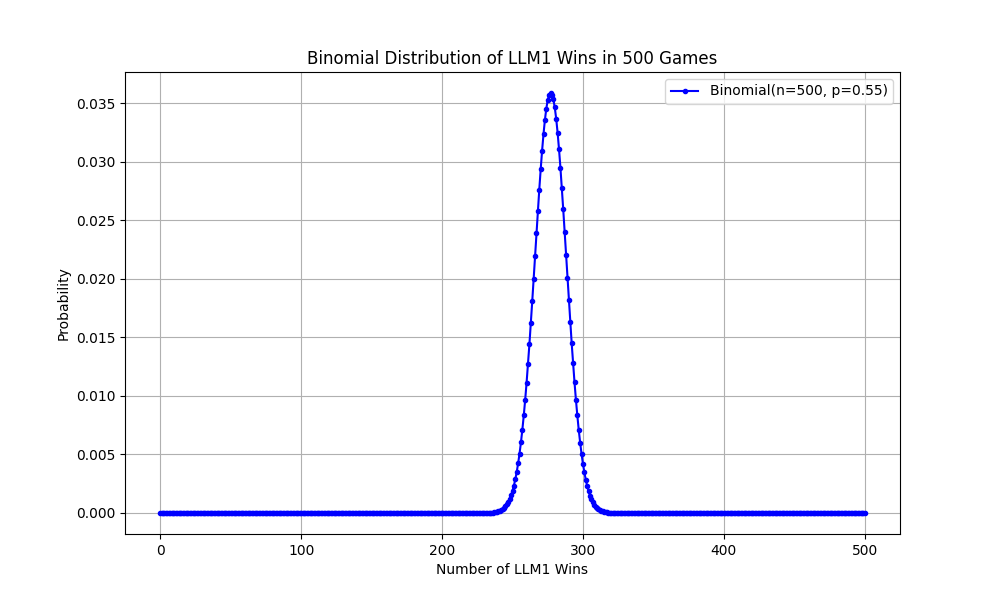 Binomial Distribution of LLM1 Wins in 500 Games
Binomial(n=500, p=0.55)
0.035
0.030
0.025
0.020
0.015
0.010
0.005
0.000
Probability
0 100 200 300 400 500
Number of LLM1 Wins